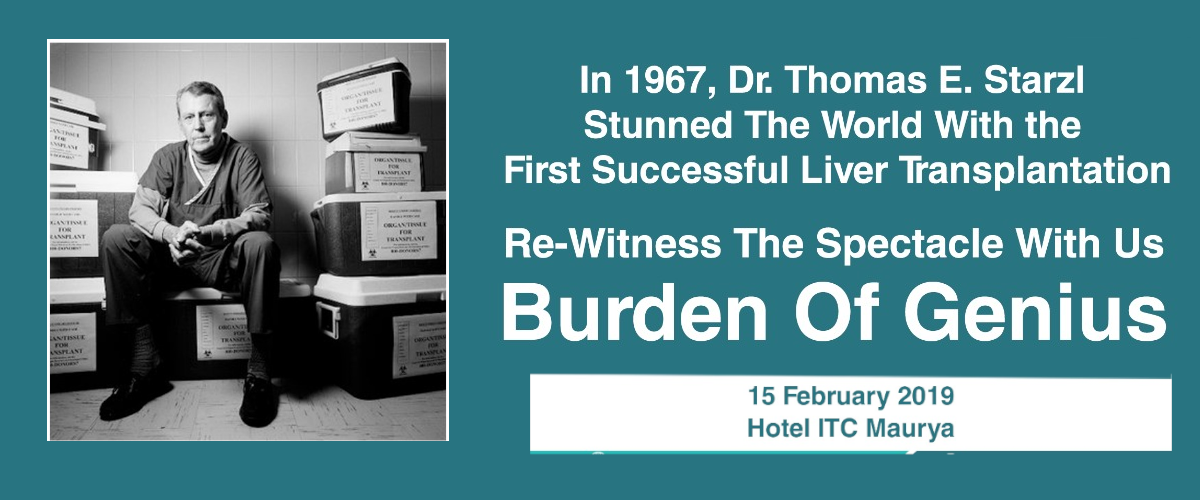 In 1967, Dr. Thomas E. Starzl
Stunned The World With the
First Successful Liver Transplantation
Re-Witness The Spectacle With Us
Burden Of Genius
15 February 2019
Hotel ITC Maurya
ORGAN/TISSUE
FOR
TRANSPLANT
ORGAN/TISSUE
FOR
TRANSPLANT
ORGAN/TISSUE
FOR
TRANSPLANT